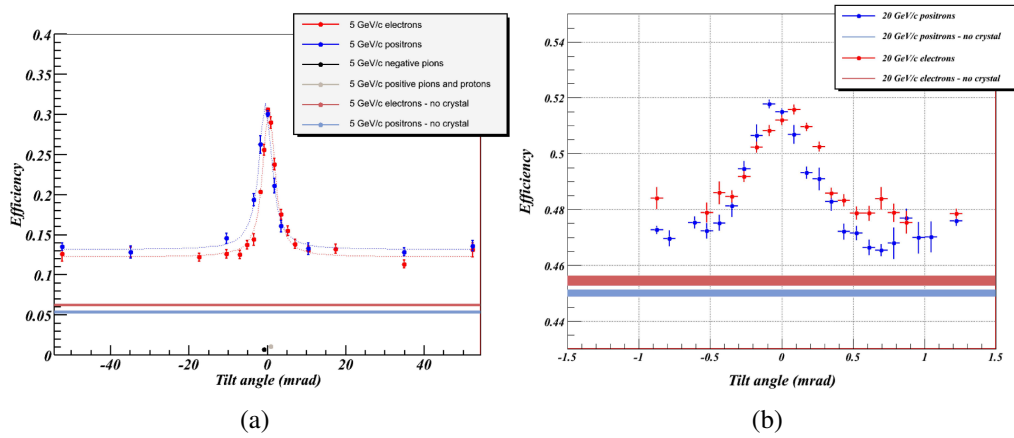 5 GeV/c electrons
5 GeV/c positrons
5 GeV/c negative pions
5 GeV/c positive pions and protons
5 GeV/c electrons - no crystal
5 GeV/c positrons - no crystal
Efficiency
0.4
0.35
0.3
0.25
0.2
0.15
0.1
0.05
0
-40
-20
0
20
40
Tilt angle (mrad)
(a)
20 GeV/c positrons
20 GeV/c positrons - no crystal
20 GeV/c electrons
20 GeV/c electrons - no crystal
Efficiency
0.54
0.52
0.5
0.48
0.46
0.44
-1.5
-1
-0.5
0
0.5
1
1.5
Tilt angle (mrad)
(b)